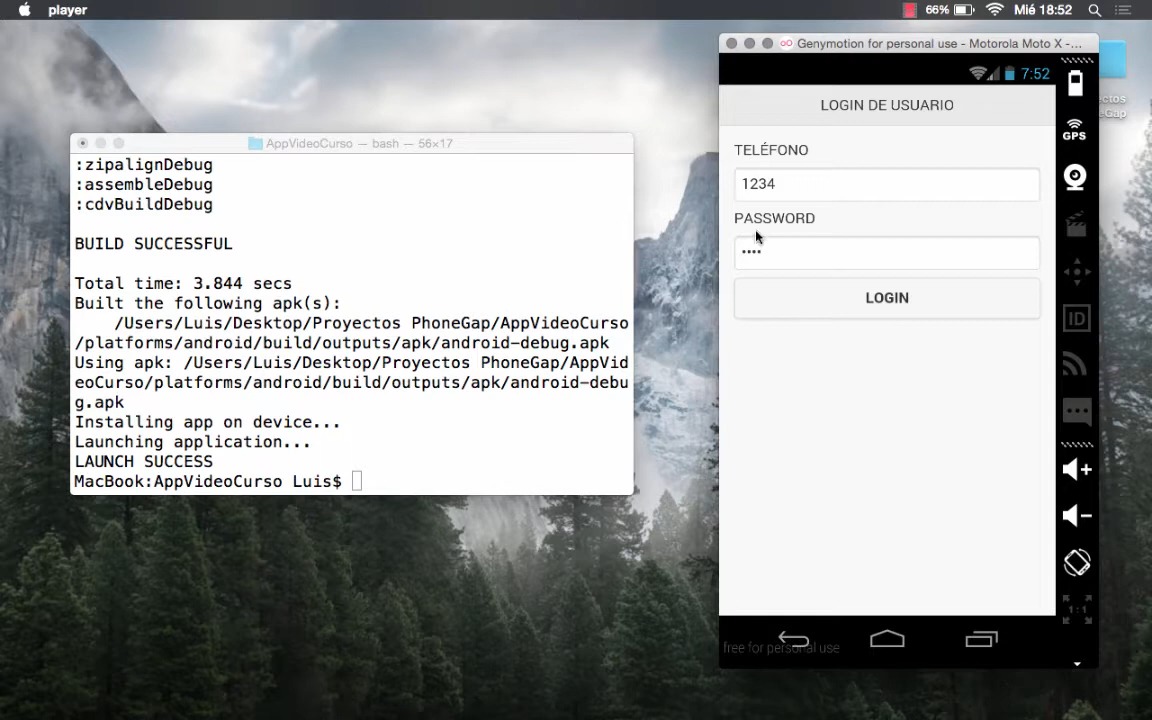 player
66%
Mié 18:52
AppVideoCurso — bash — 56×17
:zipalignDebug
:assembleDebug
:cdvBuildDebug
BUILD SUCCESSFUL
Total time: 3.844 secs
Built the following apk(s):
/Users/Luis/Desktop/Proyectos PhoneGap/AppVideoCurso
/platforms/android/build/outputs/apk/android-debug.apk
Using apk: /Users/Luis/Desktop/Proyectos PhoneGap/AppVid
eoCurso/platforms/android/build/outputs/apk/android-debu
g.apk
Installing app on device...
Launching application...
LAUNCH SUCCESS
MacBook:AppVideoCurso Luis$
Genymotion for personal use - Motorola Moto X -...
7:52
LOGIN DE USUARIO
TELÉFONO
1234
PASSWORD
••••
LOGIN
free for personal use
GPS
ID
1:1
ectos
eGap